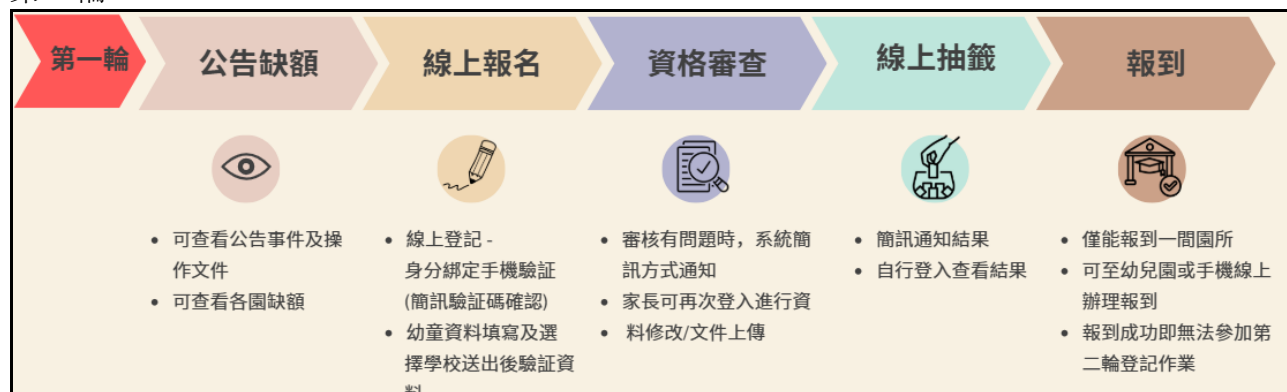 第一輪
公告缺額
線上報名
資格審查
線上抽籤
報到
• 可查看公告事件及操
作文件
• 可查看各園缺額
• 線上登記 -
身分綁定手機驗証
(簡訊驗証碼確認)
• 幼童資料填寫及選
擇學校送出後驗証資
• 審核有問題時，系統簡
訊方式通知
• 家長可再次登入進行資
• 料修改/文件上傳
• 簡訊通知結果
• 自行登入查看結果
• 僅能報到一間園所
• 可至幼兒園或手機線上
辦理報到
• 報到成功即無法參加第
二輪登記作業